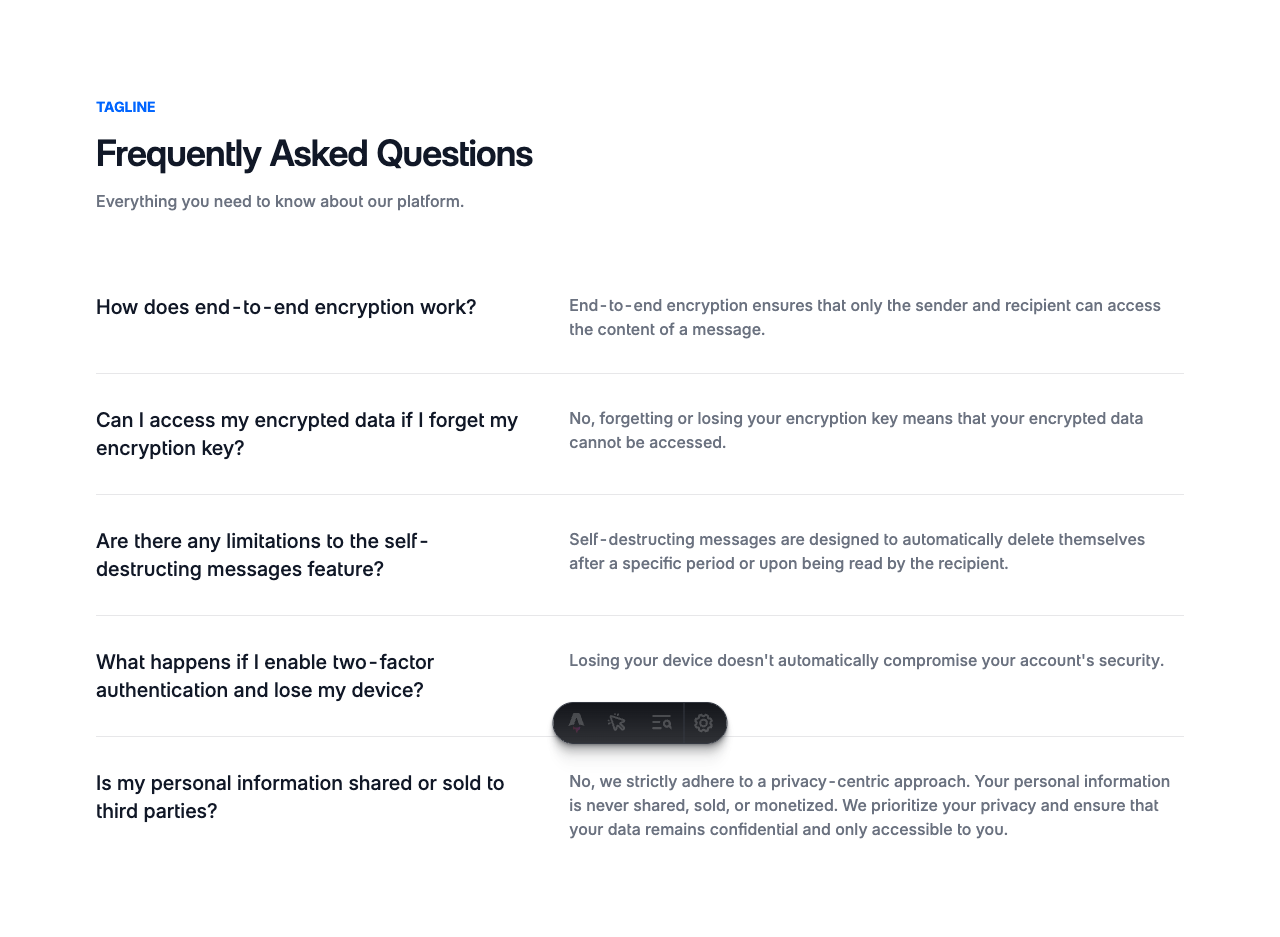 TAGLINE
Frequently Asked Questions
Everything you need to know about our platform.
How does end-to-end encryption work?
End-to-end encryption ensures that only the sender and recipient can access
the content of a message.
Can I access my encrypted data if I forget my
encryption key?
No, forgetting or losing your encryption key means that your encrypted data
cannot be accessed.
Are there any limitations to the self-
destructing messages feature?
Self-destructing messages are designed to automatically delete themselves
after a specific period or upon being read by the recipient.
What happens if I enable two-factor
authentication and lose my device?
Losing your device doesn't automatically compromise your account's security.
Is my personal information shared or sold to
third parties?
No, we strictly adhere to a privacy-centric approach. Your personal information
is never shared, sold, or monetized. We prioritize your privacy and ensure that
your data remains confidential and only accessible to you.